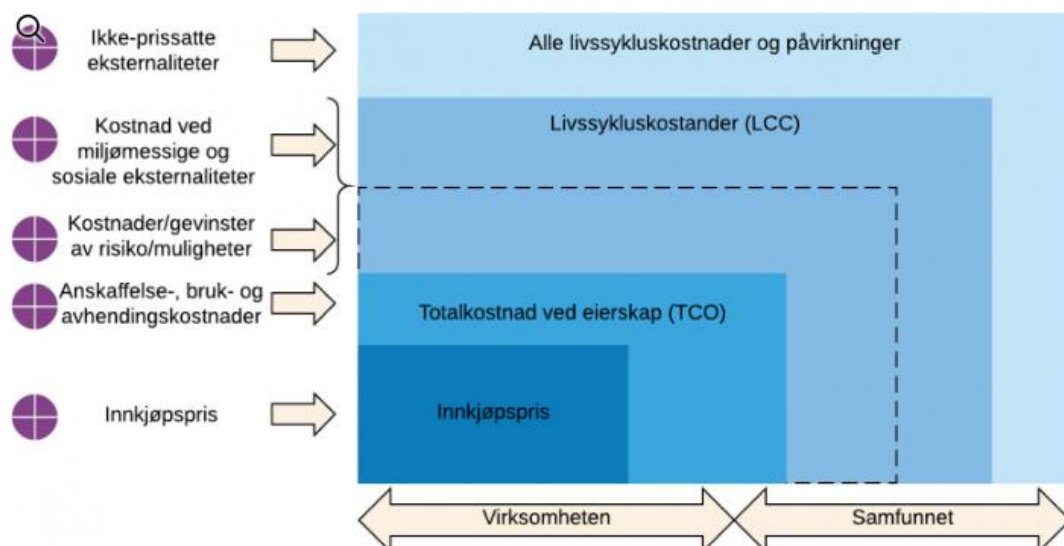 Ikke-prissatte
eksternaliteter
Alle livssykluskostnader og påvirkninger
Kostnad ved
miljømessige og
sosiale eksternaliteter
Livssykluskostander (LCC)
Kostnader/gevinster
av risiko/muligheter
Anskaffelse-, bruk- og
avhendingskostnader
Totalkostnad ved eierskap (TCO)
Innkjøpspris
Innkjøpspris
Virksomheten
Samfunnet